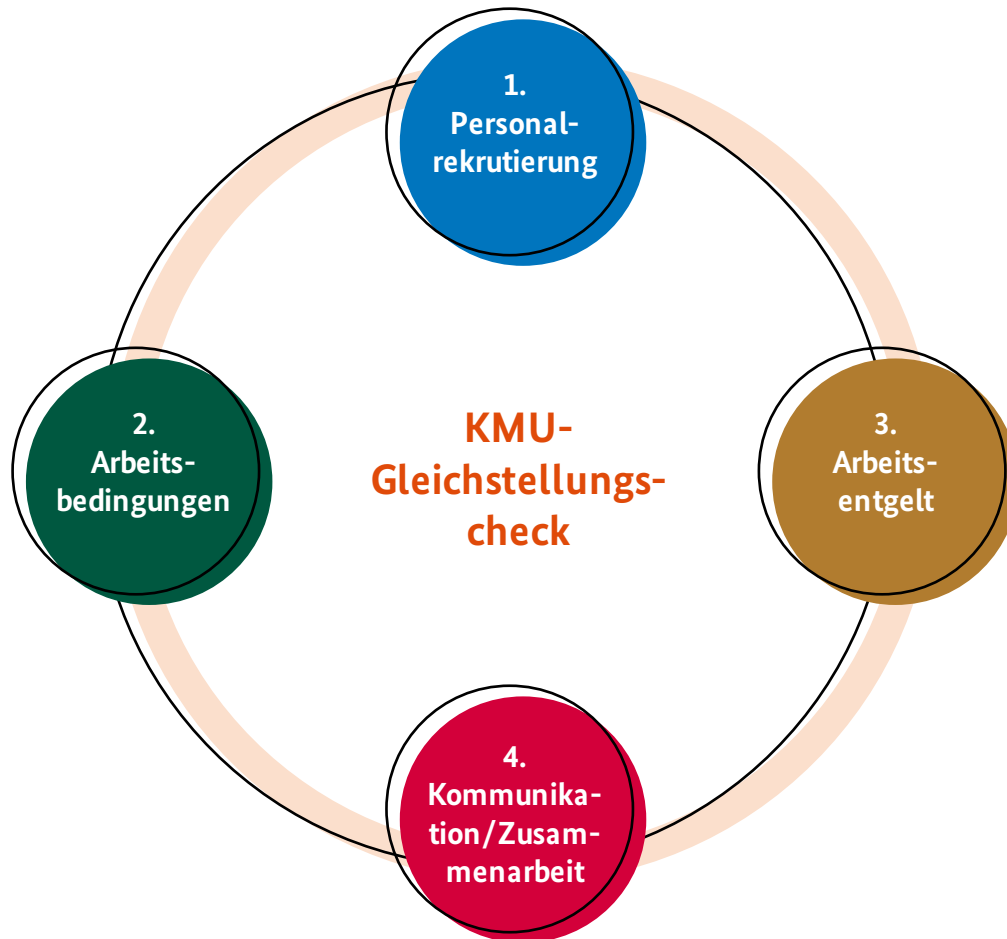 1.
Personal-
rekrutierung
2.
Arbeits-
bedingungen
KMU-
Gleichstellungs-
check
3.
Arbeits-
entgelt
4.
Kommunika-
tion/Zusam-
menarbeit